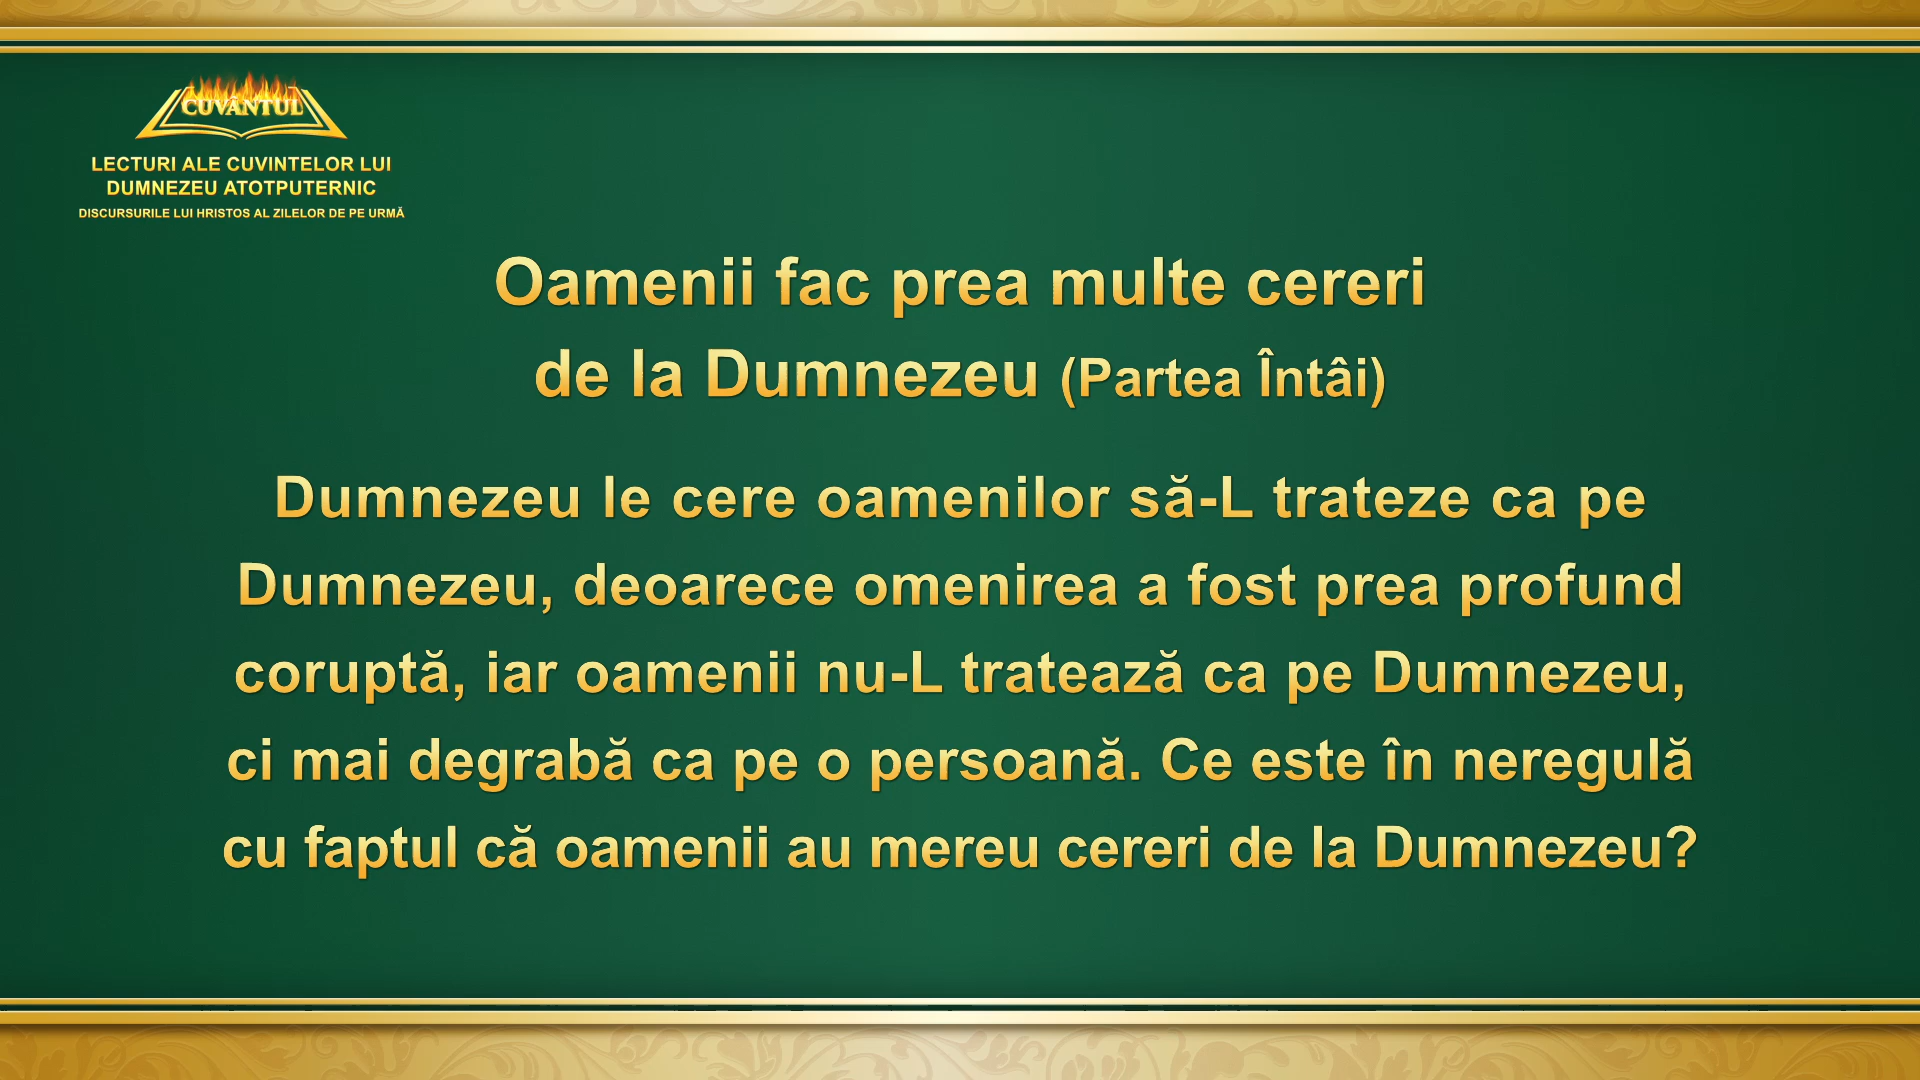 CUVÂNTUL
LECTURI ALE CUVINTELOR LUI
DUMNEZEU ATOTPUTERNIC
DISCURSURILE LUI HRISTOS AL ZILELOR DE PE URMĂ
Oamenii fac prea multe cereri
de la Dumnezeu (Partea Întâi)
Dumnezeu le cere oamenilor să-L trateze ca pe
Dumnezeu, deoarece omenirea a fost prea profund
coruptă, iar oamenii nu-L tratează ca pe Dumnezeu,
ci mai degrabă ca pe o persoană. Ce este în neregulă
cu faptul că oamenii au mereu cereri de la Dumnezeu?